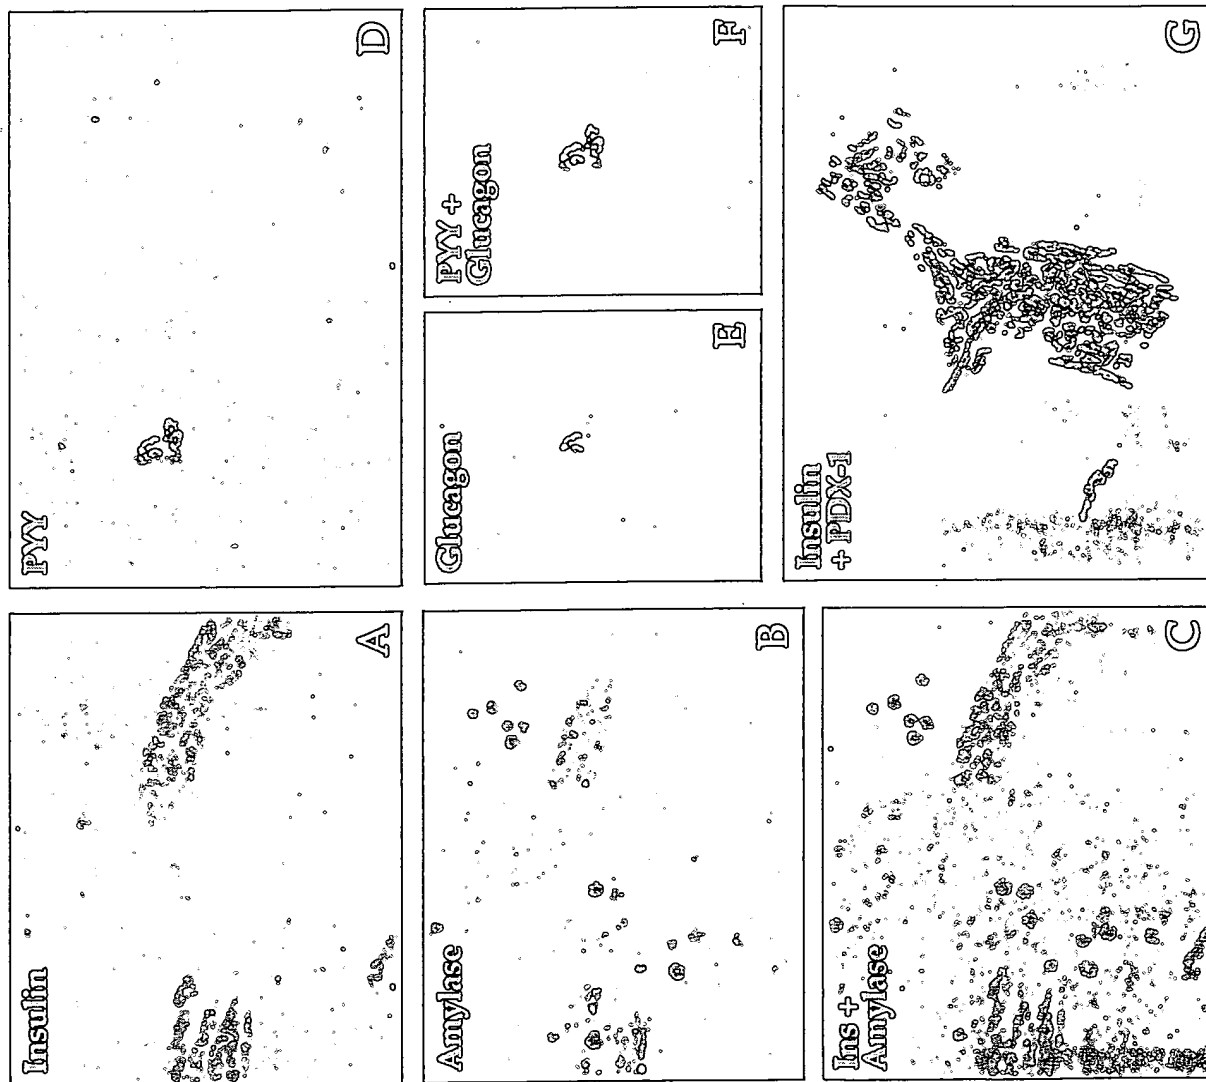 Insulin
A
Amylase
B
Ins +
Amylase
C
PYY
D
Glucagon
E
PYY +
Glucagon
F
Insulin
+ PDX-1
G